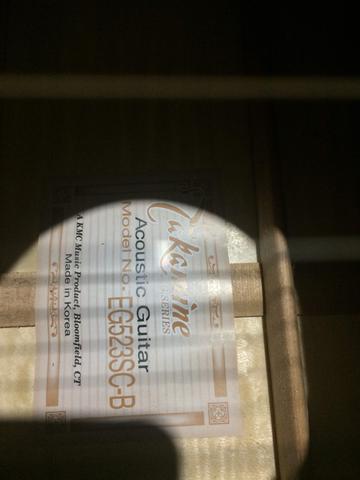 Takamine
SERIES
Acoustic Guitar
Model No. EG523SC-B
A KMC Music Product, Bloomfield, CT
Made in Korea